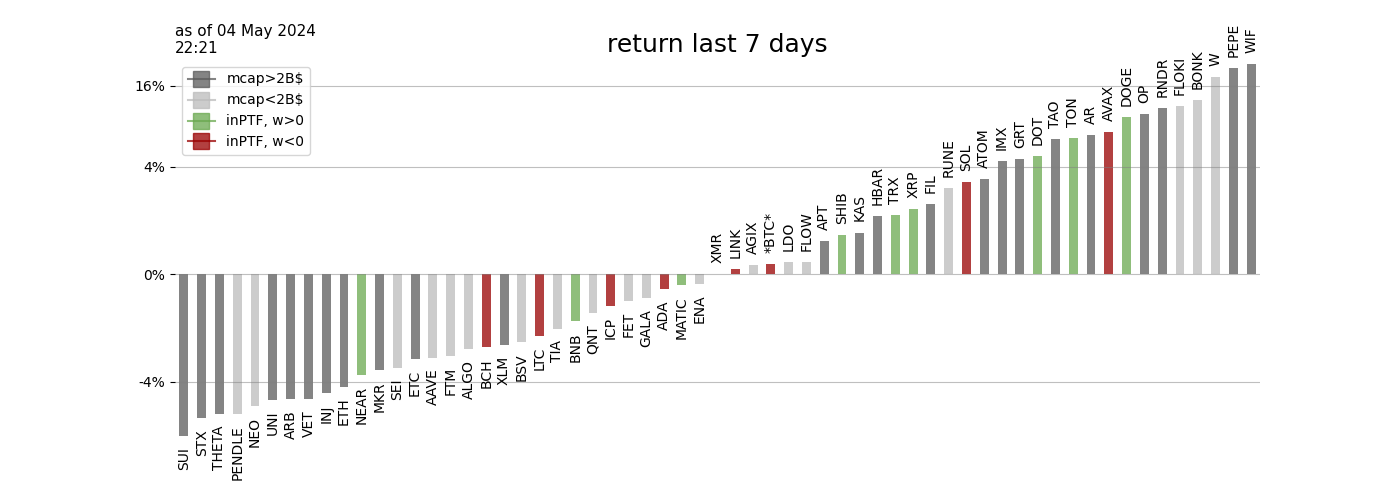 as of 04 May 2024
22:21
return last 7 days
mcap>2B$
mcap<2B$
inPTF, w>0
inPTF, w<0
16%
4%
0%
-4%
SUI
STX
THETA
PENDLE
NEO
UNI
ARB
VET
INJ
ETH
NEAR
MKR
SEI
ETC
AAVE
FTM
ALGO
BCH
XLM
BSV
LTC
TIA
BNB
QNT
ICP
FET
GALA
ADA
MATIC
ENA
XMR
LINK
AGIX
*BTC*
LDO
FLOW
APT
SHIB
KAS
HBAR
TRX
XRP
FIL
RUNE
SOL
ATOM
IMX
GRT
DOT
TAO
TON
AR
AVAX
DOGE
OP
RNDR
FLOKI
BONK
W
PEPE
WIF